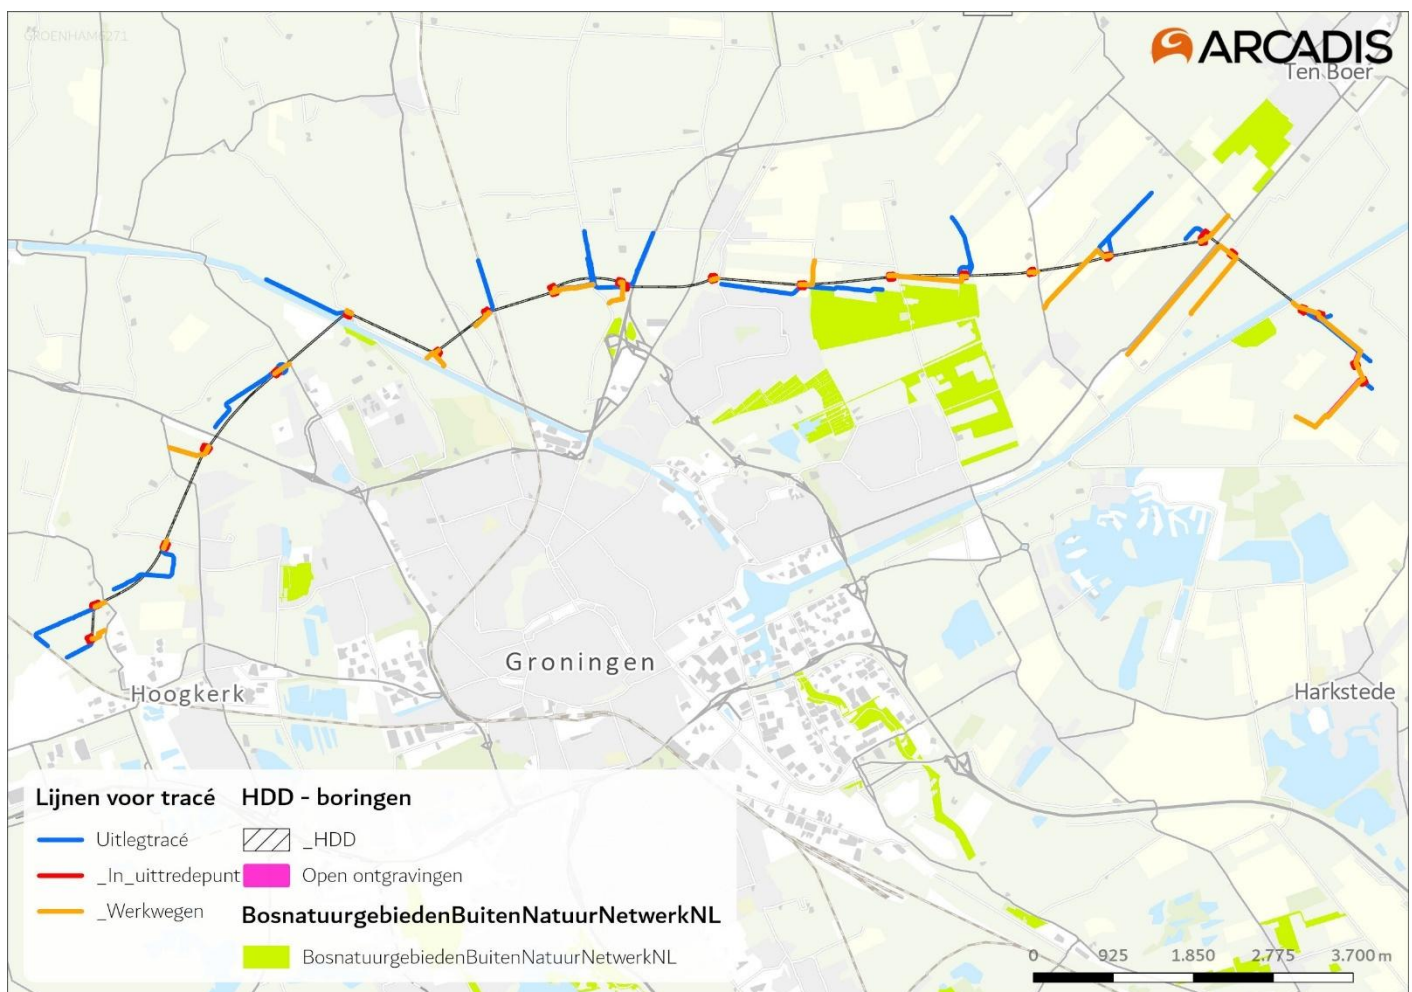 ARCADIS
Ten Boer
Groningen
Hoogkerk
Harkstede
Lijnen voor tracé
Uitlegtracé
_In_uittredepunt
_Werkwegen
HDD - boringen
_HDD
Open ontgravingen
BosnatuurgebiedenBuitenNatuurNetwerkNL
BosnatuurgebiedenBuitenNatuurNetwerkNL
0 925 1.850 2.775 3.700 m